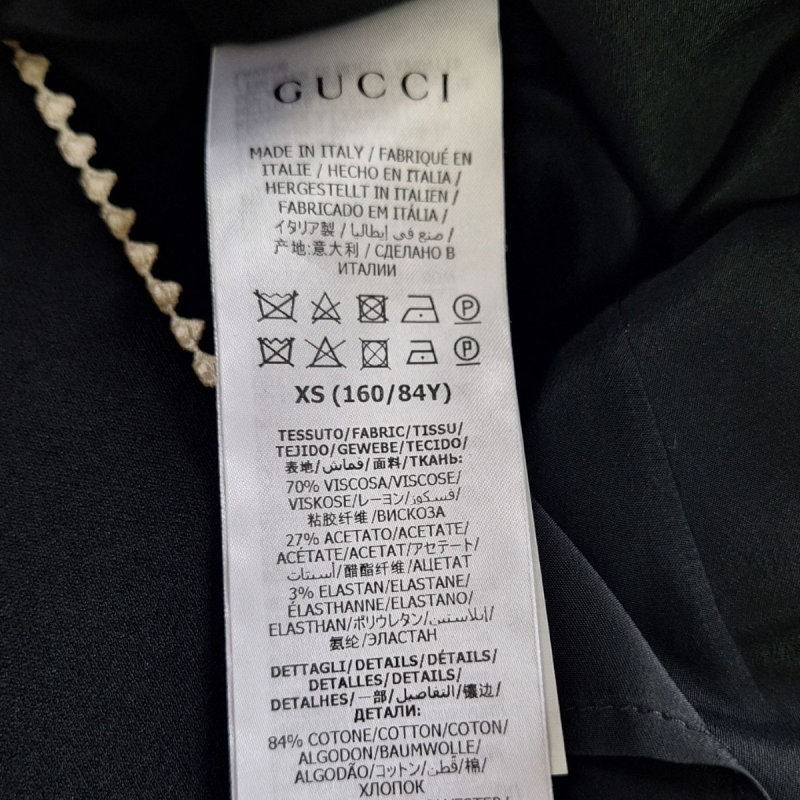 GUCCI
MADE IN ITALY / FABRIQUÉ EN
ITALIE / HECHO EN ITALIA /
HERGESTELLT IN ITALIEN /
FABRICADO EM ITÁLIA /
イタリア製 / صنع في إيطاليا /
产地:意大利 / СДЕЛАНО В
ИТАЛИИ
P
P
XS (160/84Y)
TESSUTO/FABRIC/TISSU/
TEJIDO/GEWEBE/TECIDO/
表地/قماش/面料/ТКАНЬ:
70% VISCOSA/VISCOSE/
VISKOSE/レーヨン/فسكوز/
粘胶纤维/ВИСКОЗА
27% ACETATO/ACETATE/
ACÉTATE/ACETAT/アセテート/
أسيتات/醋酯纤维/АЦЕТАТ
3% ELASTAN/ELASTANE/
ÉLASTHANNE/ELASTANO/
ELASTHAN/ポリウレタン/إيلاستين/
氨纶/ЭЛАСТАН
DETTAGLI/DETAILS/DÉTAILS/
DETALLES/DETAILS/
DETALHES/一部/التفاصيل/镶边/
ДЕТАЛИ:
84% COTONE/COTTON/COTON/
ALGODON/BAUMWOLLE/
ALGODÃO/コットン/قطن/棉/
ХЛОПОК